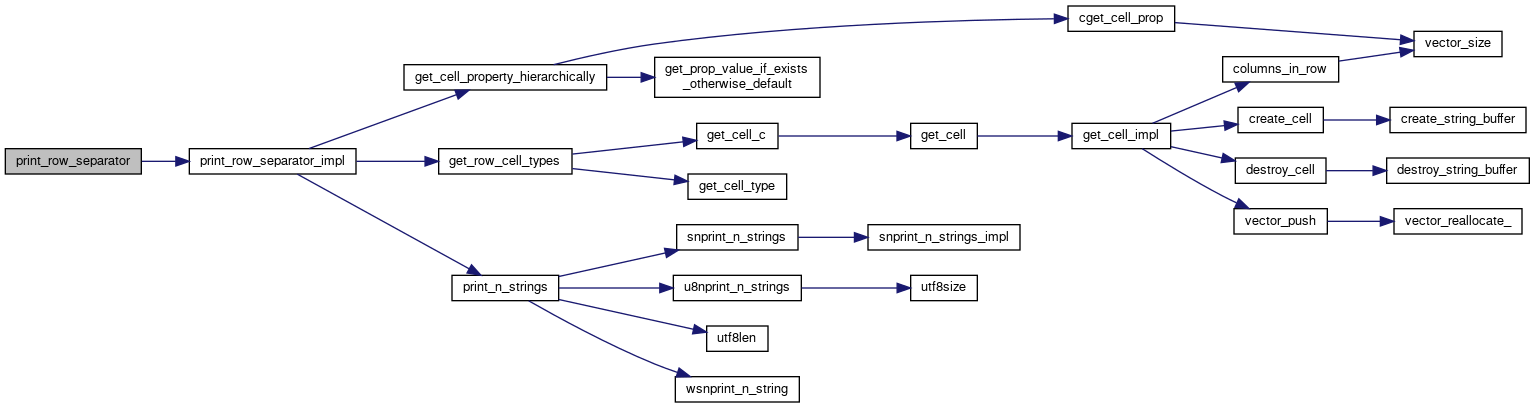 print_row_separator
print_row_separator_impl
get_cell_property_hierarchically
cget_cell_prop
vector_size
get_prop_value_if_exists
_otherwise_default
get_row_cell_types
get_cell_c
get_cell
get_cell_impl
columns_in_row
create_cell
create_string_buffer
destroy_cell
destroy_string_buffer
vector_push
vector_reallocate_
get_cell_type
print_n_strings
snprint_n_strings
snprint_n_strings_impl
u8nprint_n_strings
utf8size
utf8len
wsnprint_n_string